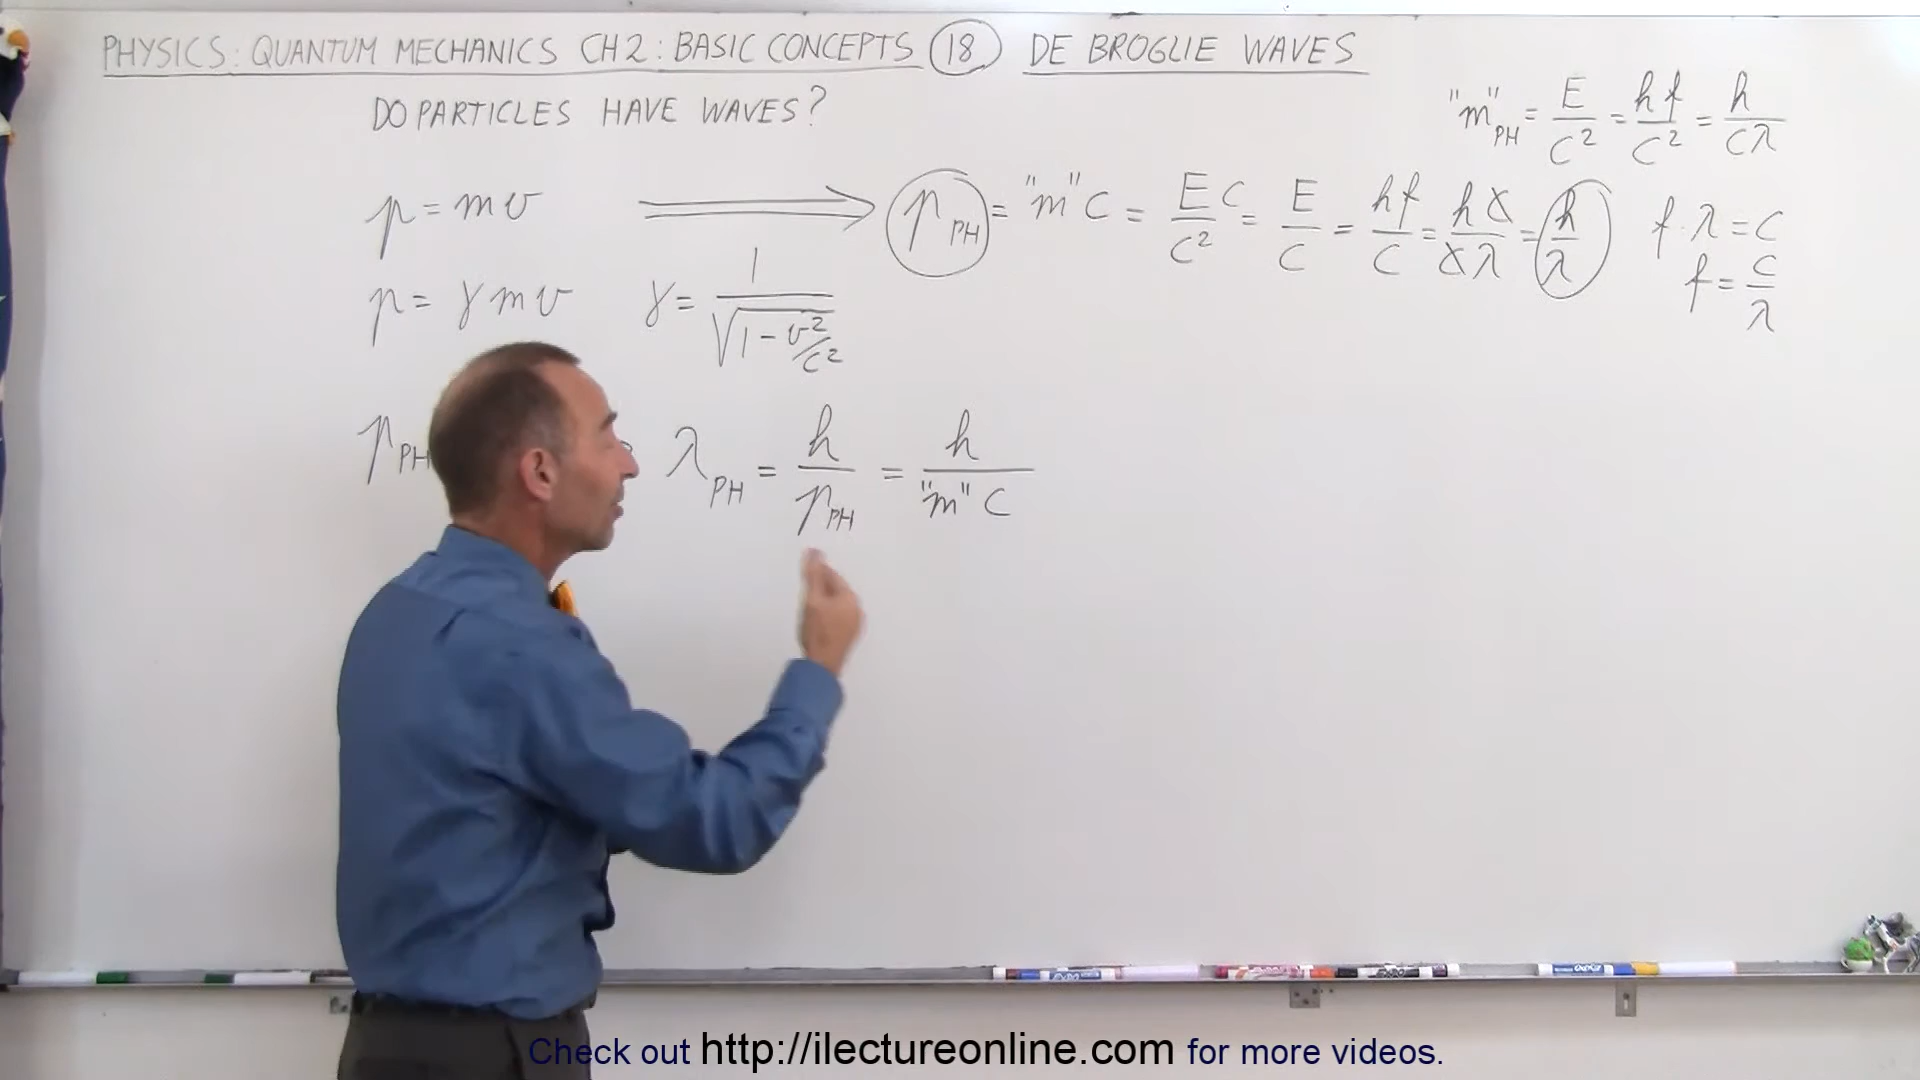 PHYSICS: QUANTUM MECHANICS CH 2: BASIC CONCEPTS 18 DE BROGLIE WAVES
DO PARTICLES HAVE WAVES?
"m"PH = E/C² = hf/C² = h/Cλ
p = mv ⟹ pPH = "m"C = E/C² C = E/C = hf/C = hC/Cλ = h/λ
f·λ = C
f = C/λ
p = γmv γ = 1/√(1 - v²/C²)
pPH λPH = h/pPH = h/"m"C
Check out http://ilectureonline.com for more videos.